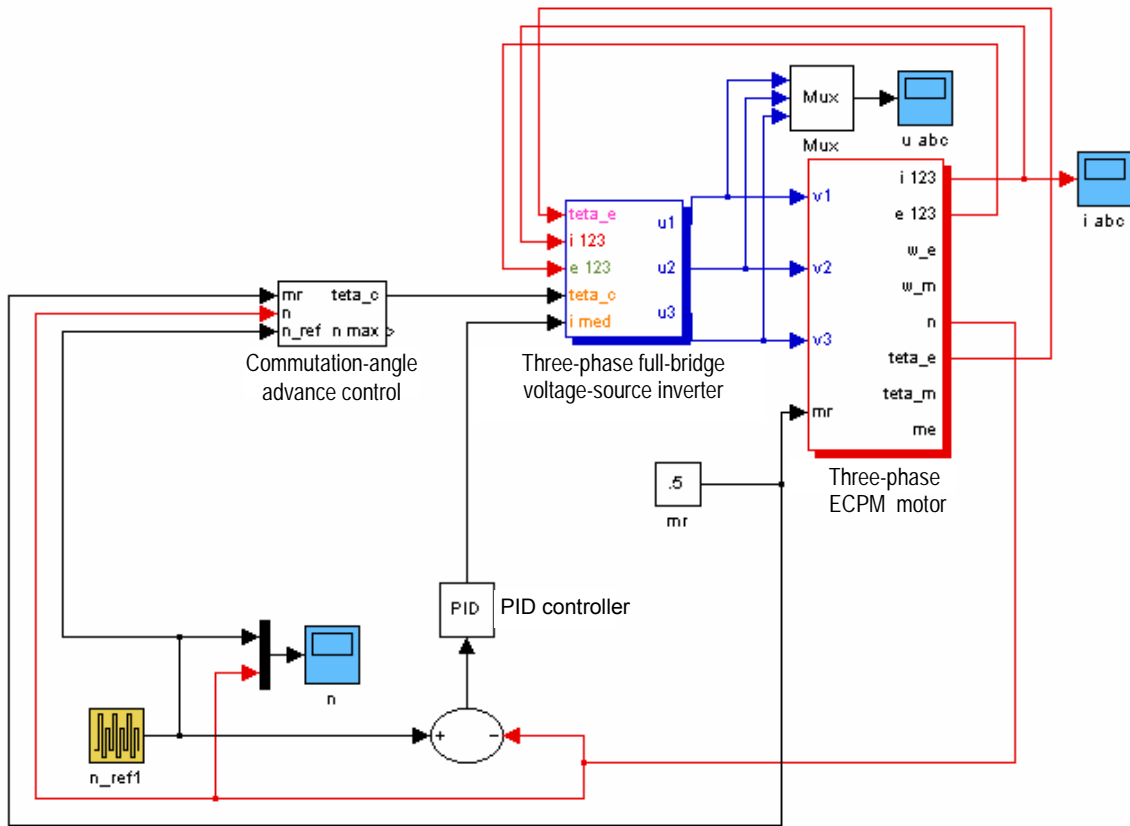 Mux
Mux
u abc
i abc
teta_e
i 123
e 123
teta_c
i med
u1
u2
u3
Three-phase full-bridge
voltage-source inverter
v1
v2
v3
mr
i 123
e 123
w_e
w_m
n
teta_e
teta_m
me
Three-phase
ECPM motor
mr
n
n_ref
teta_c
n max
Commutation-angle
advance control
.5
mr
PID
PID controller
n
+
-
n_ref1